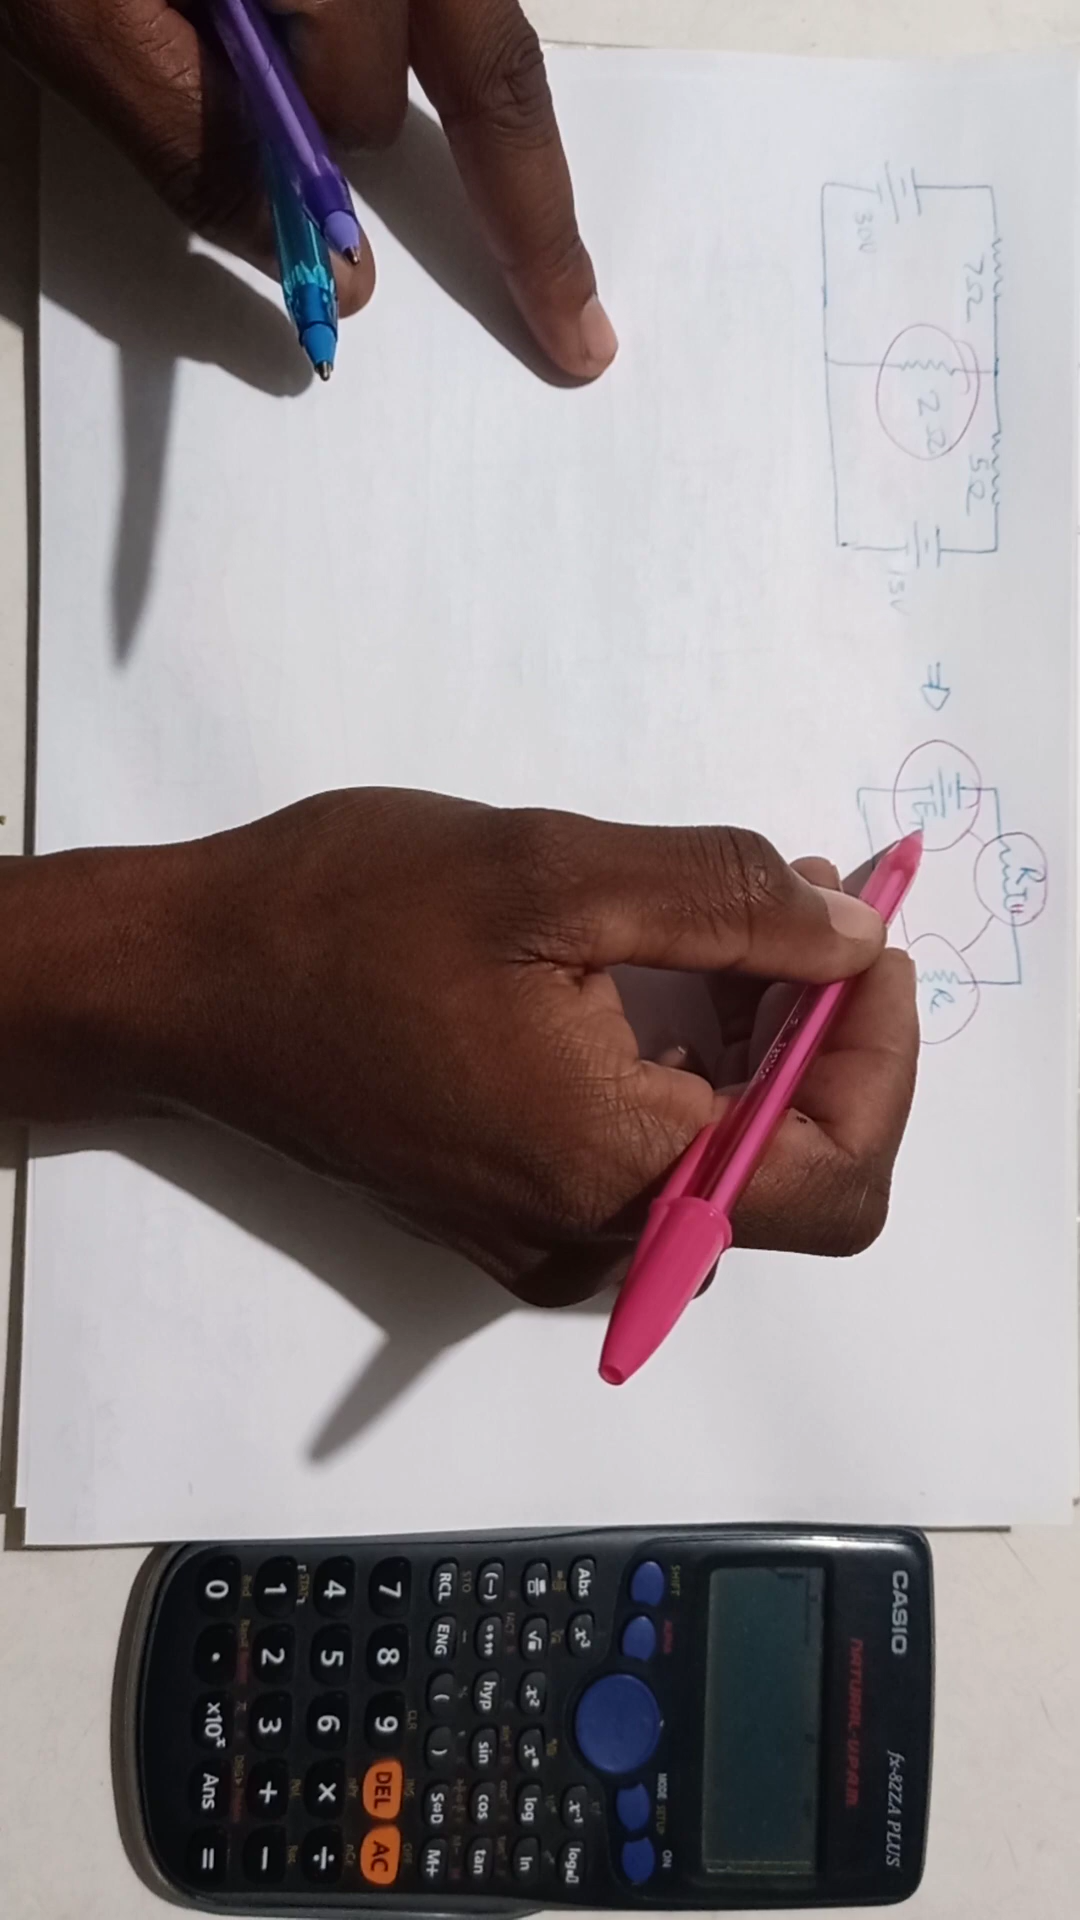 7Ω 5Ω
30V 2Ω 15V ⇒
RTH
ET RL
CASIO fx-82ZA PLUS
NATURAL-V.P.A.M.
SHIFT ALPHA MODE SETUP ON
Abs x³ x⁻¹ log
√ x² log ln
(−) hyp sin cos tan
RCL ENG ( ) S⇔D M+
7 8 9 DEL AC
4 5 6 × ÷
1 2 3 + −
0 . ×10ˣ Ans =